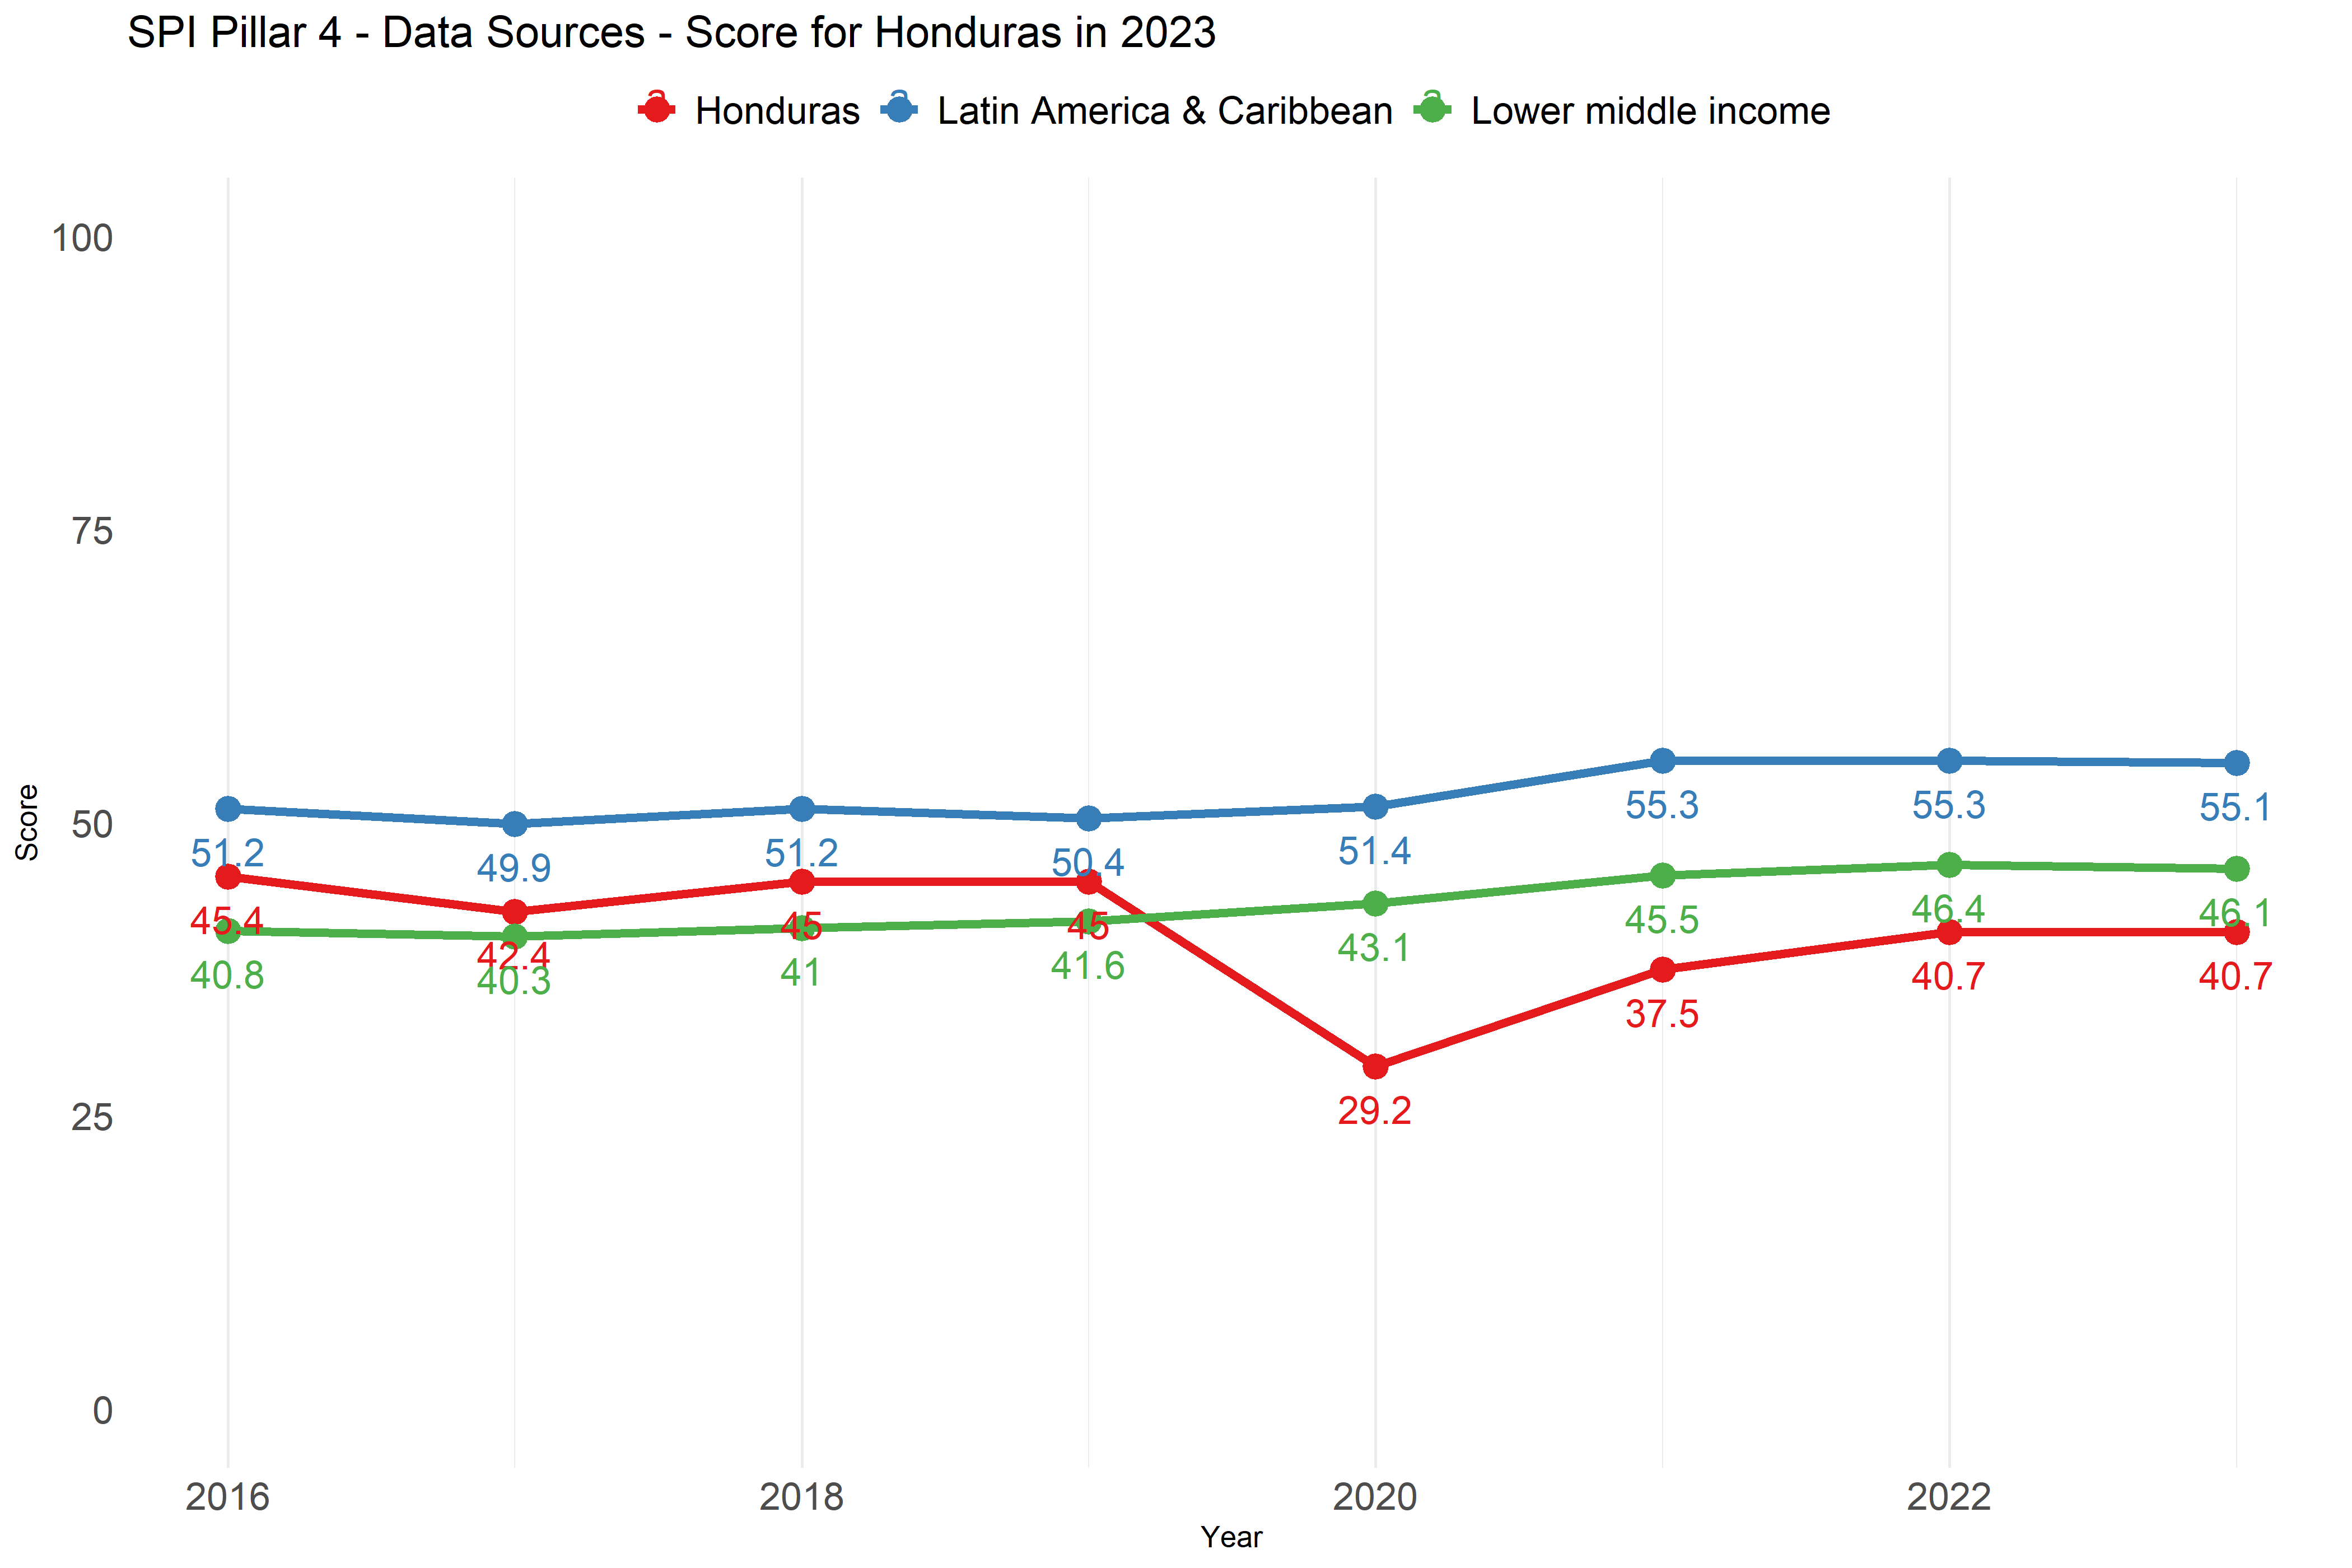 SPI Pillar 4 - Data Sources - Score for Honduras in 2023
a Honduras a Latin America & Caribbean a Lower middle income
100
75
50
25
0
Score
51.2 49.9 51.2 50.4 51.4 55.3 55.3 55.1
45.4 42.4 45 45 29.2 37.5 40.7 40.7
40.8 40.3 41 41.6 43.1 45.5 46.4 46.1
2016 2018 2020 2022
Year